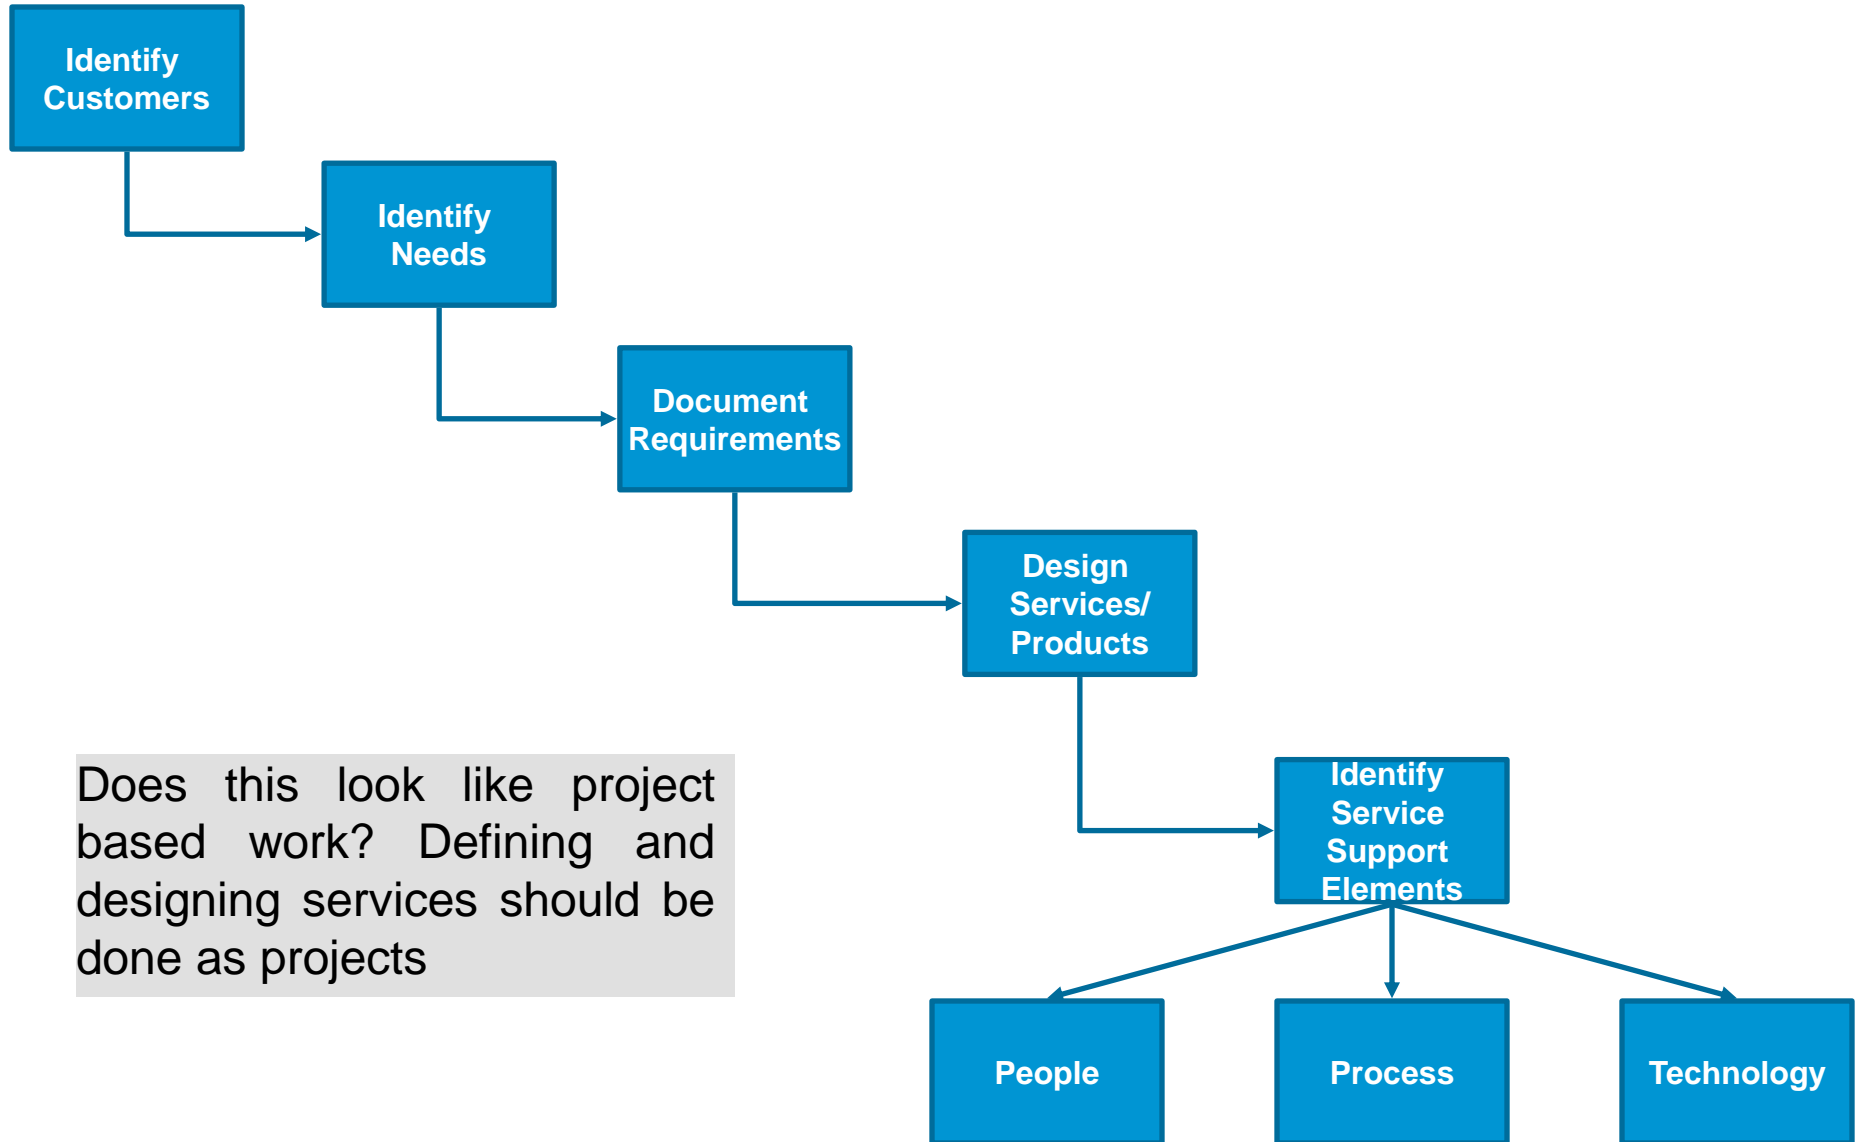 Identify
Customers
Identify
Needs
Document
Requirements
Design
Services/
Products
Identify
Service
Support
Elements
Does this look like project
based work? Defining and
designing services should be
done as projects
People
Process
Technology